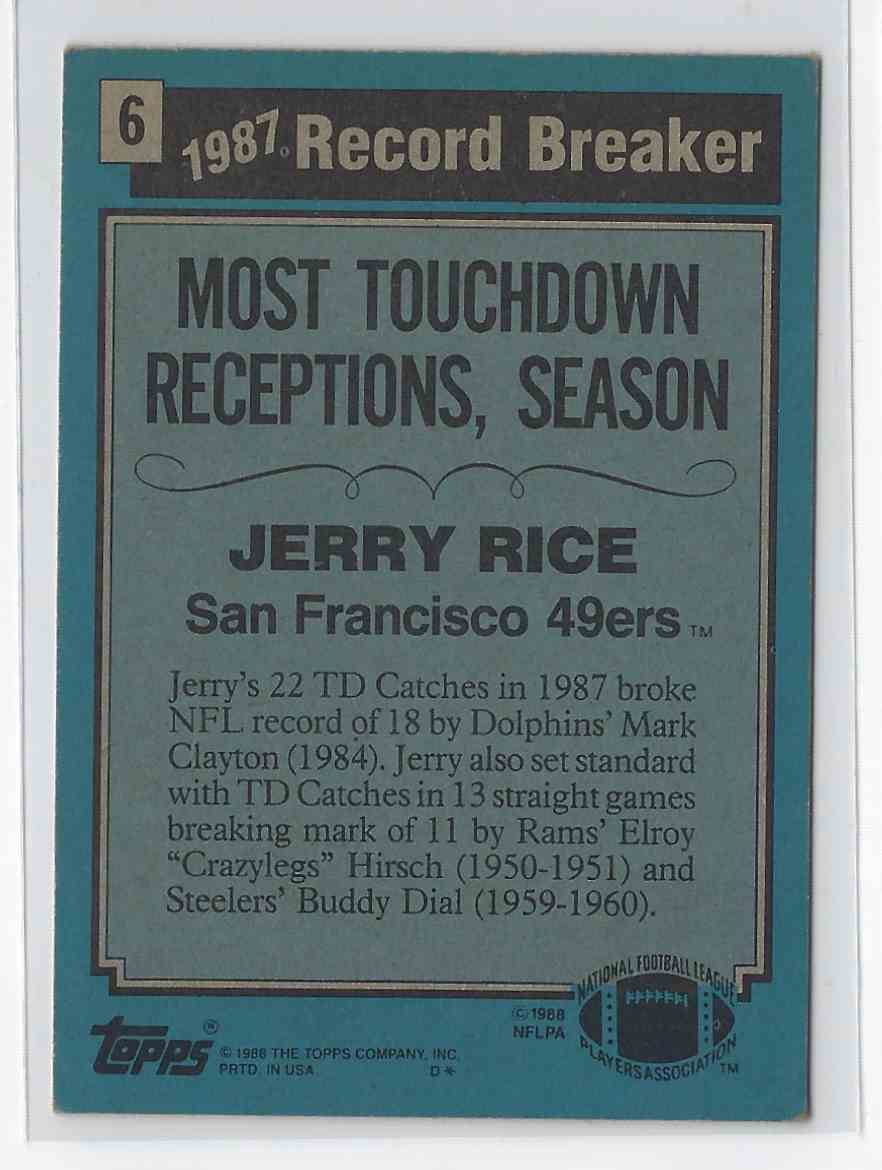 6
1987 Record Breaker
MOST TOUCHDOWN
RECEPTIONS, SEASON
JERRY RICE
San Francisco 49ers ™
Jerry's 22 TD Catches in 1987 broke
NFL record of 18 by Dolphins' Mark
Clayton (1984). Jerry also set standard
with TD Catches in 13 straight games
breaking mark of 11 by Rams' Elroy
“Crazylegs” Hirsch (1950-1951) and
Steelers' Buddy Dial (1959-1960).
topps®
© 1988 THE TOPPS COMPANY, INC.
PRTD. IN USA. D*
© 1988
NFLPA
NATIONAL FOOTBALL LEAGUE
PLAYERS ASSOCIATION ™